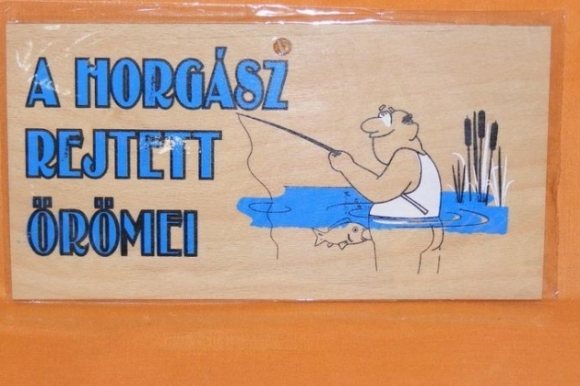 A HORGÁSZ
REJTETT
ÖRÖMEI